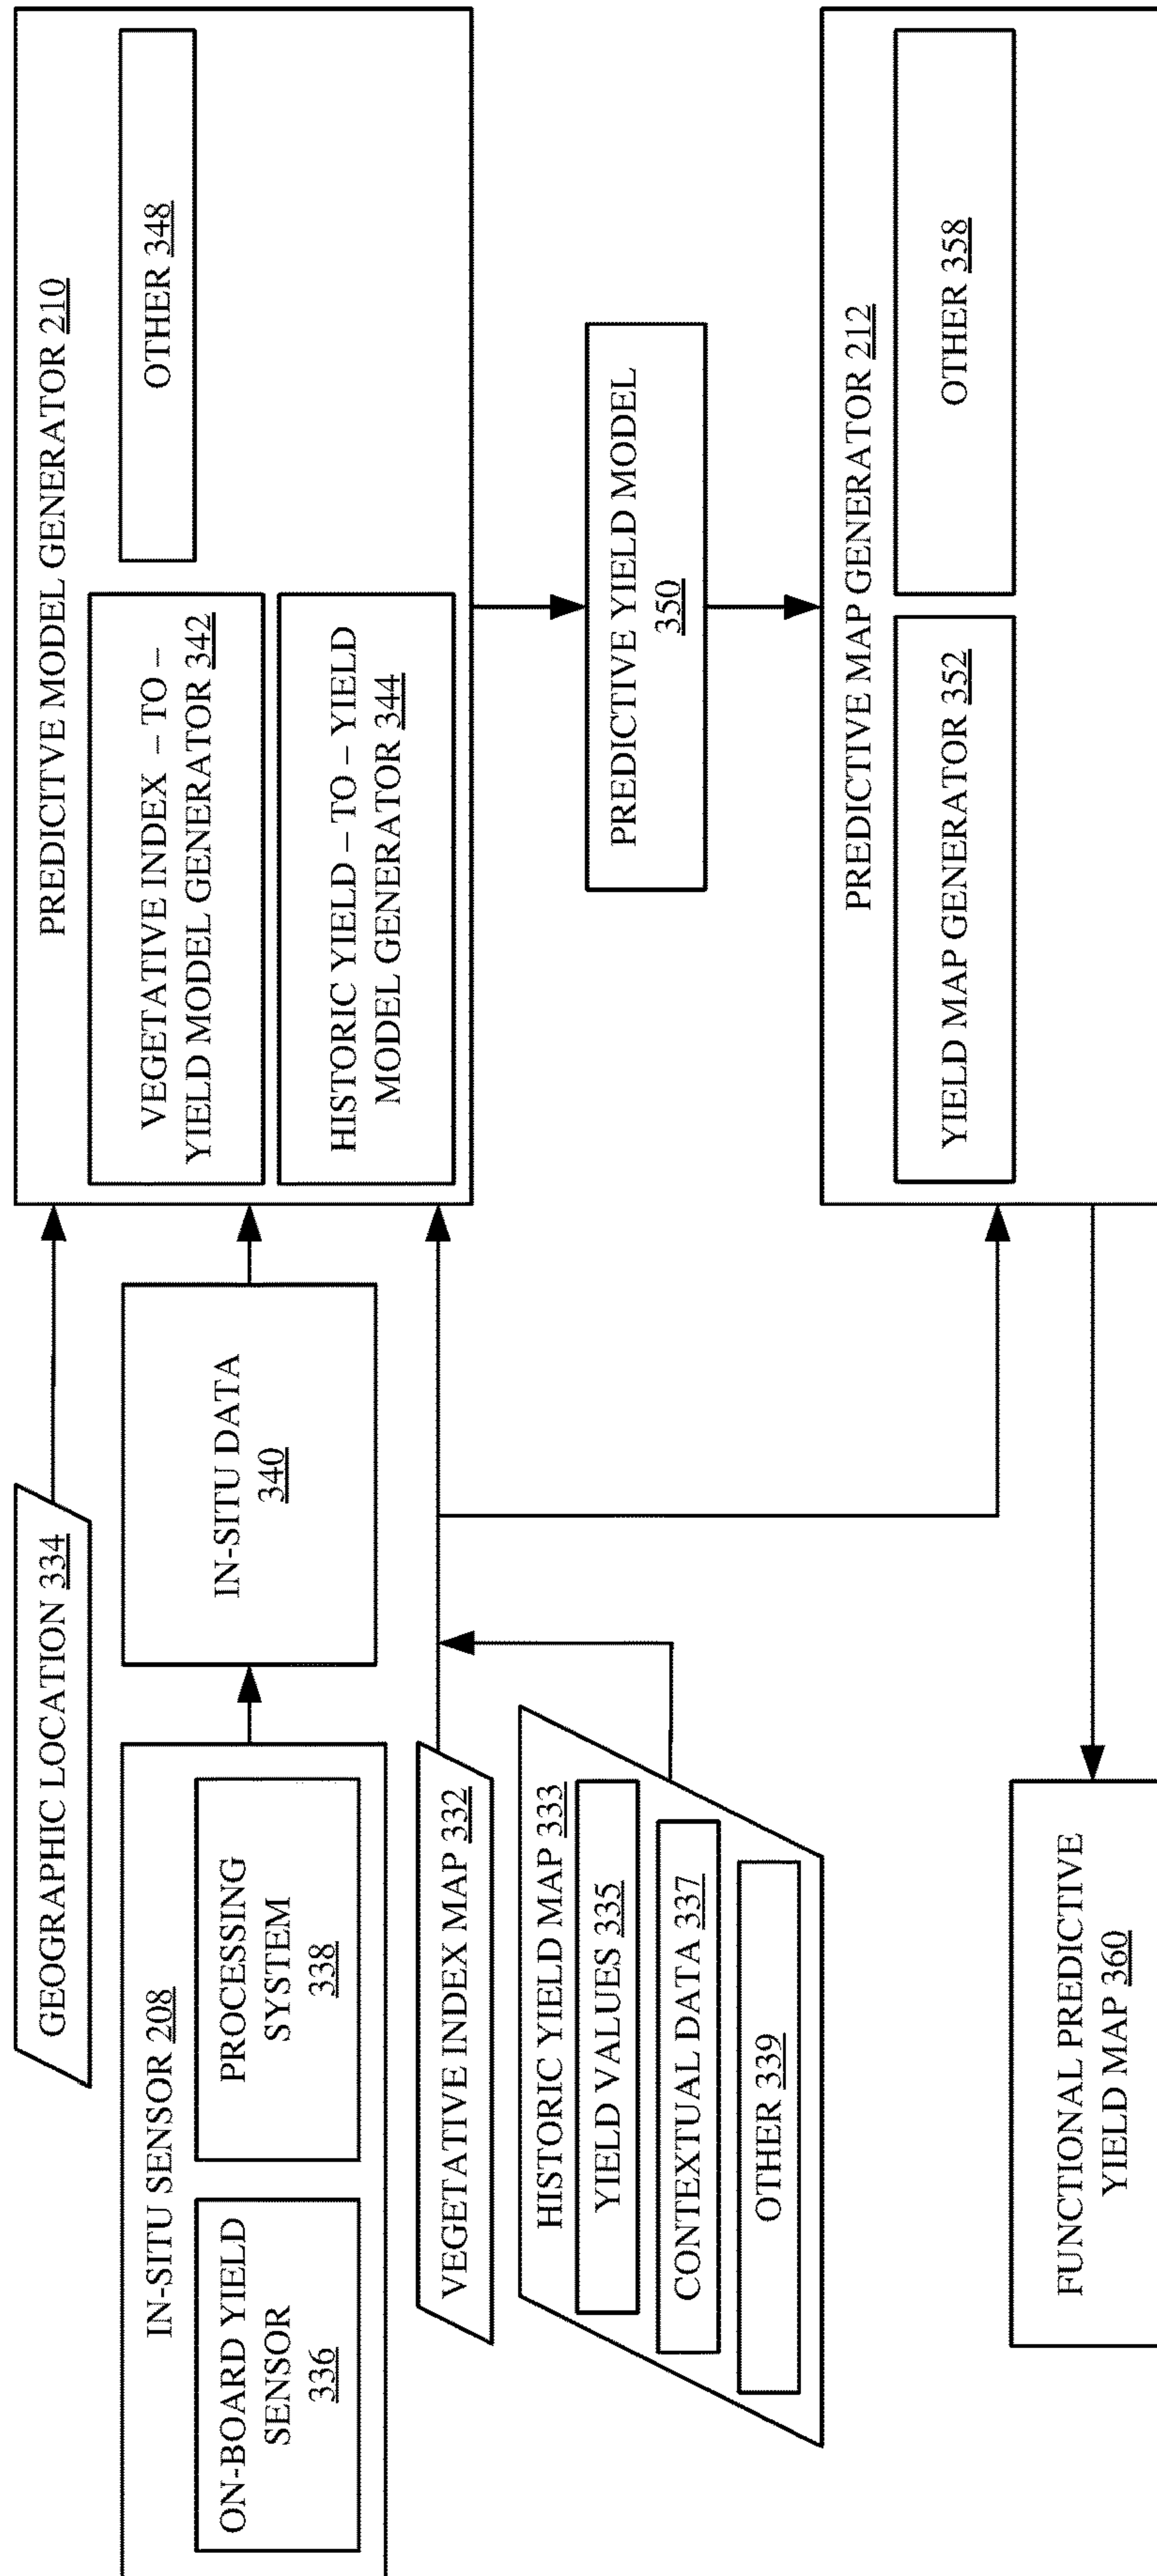 GEOGRAPHIC LOCATION 334
IN-SITU SENSOR 208
ON-BOARD YIELD
SENSOR
336
PROCESSING
SYSTEM
338
IN-SITU DATA
340
VEGETATIVE INDEX MAP 332
HISTORIC YIELD MAP 333
YIELD VALUES 335
CONTEXTUAL DATA 337
OTHER 339
PREDICITVE MODEL GENERATOR 210
VEGETATIVE INDEX – TO –
YIELD MODEL GENERATOR 342
HISTORIC YIELD – TO – YIELD
MODEL GENERATOR 344
OTHER 348
PREDICTIVE YIELD MODEL
350
PREDICTIVE MAP GENERATOR 212
YIELD MAP GENERATOR 352
OTHER 358
FUNCTIONAL PREDICTIVE
YIELD MAP 360